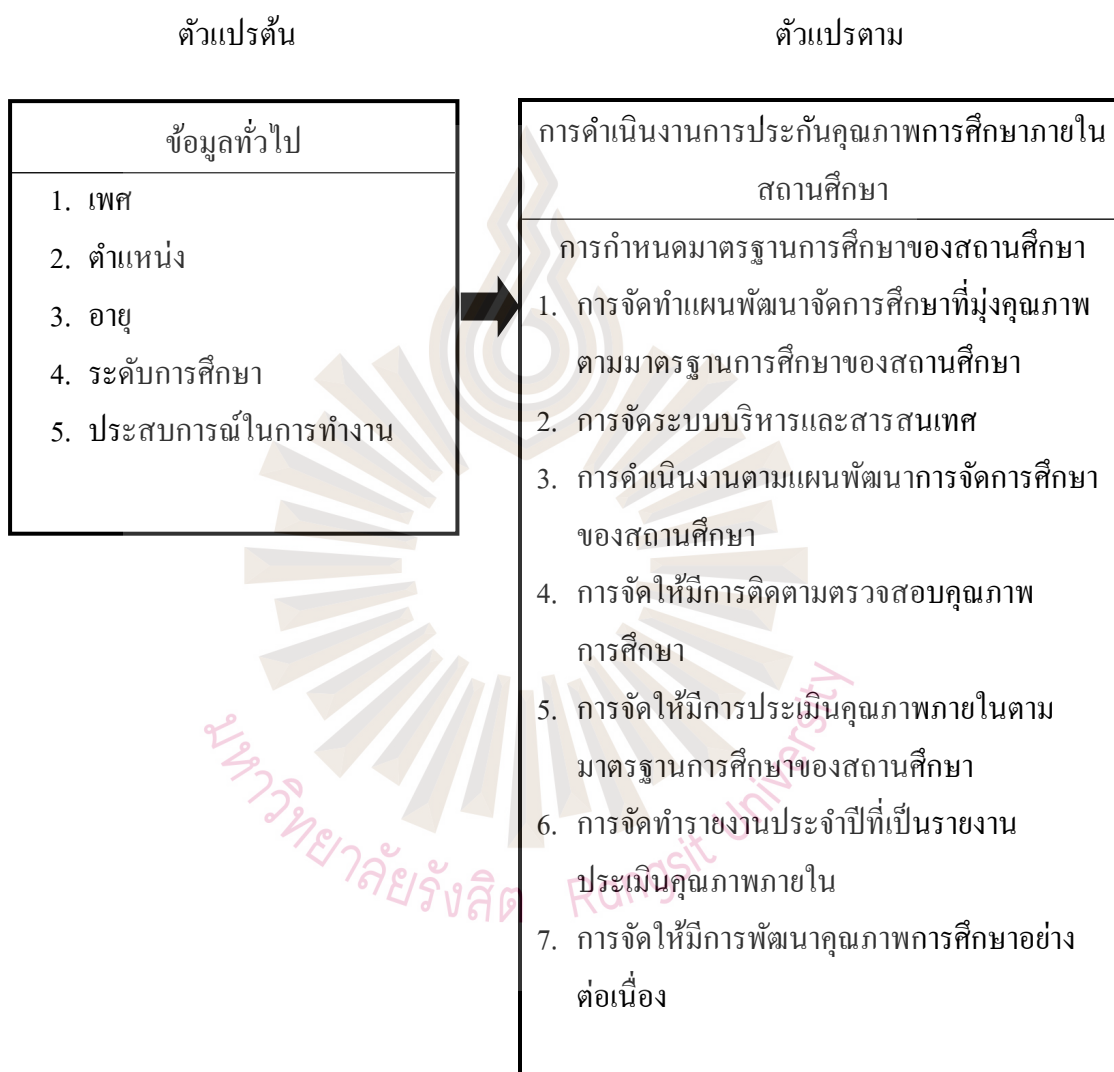 ตัวแปรต้น
ตัวแปรตาม
ข้อมูลทั่วไป
1. เพศ
2. ตำแหน่ง
3. อายุ
4. ระดับการศึกษา
5. ประสบการณ์ในการทำงาน
การดำเนินงานการประกันคุณภาพการศึกษาภายใน
สถานศึกษา
การกำหนดมาตรฐานการศึกษาของสถานศึกษา
1. การจัดทำแผนพัฒนาจัดการศึกษาที่มุ่งคุณภาพ
ตามมาตรฐานการศึกษาของสถานศึกษา
2. การจัดระบบบริหารและสารสนเทศ
3. การดำเนินงานตามแผนพัฒนาการจัดการศึกษา
ของสถานศึกษา
4. การจัดให้มีการติดตามตรวจสอบคุณภาพ
การศึกษา
5. การจัดให้มีการประเมินคุณภาพภายในตาม
มาตรฐานการศึกษาของสถานศึกษา
6. การจัดทำรายงานประจำปีที่เป็นรายงาน
ประเมินคุณภาพภายใน
7. การจัดให้มีการพัฒนาคุณภาพการศึกษาอย่าง
ต่อเนื่อง
มหาวิทยาลัยรังสิต Rangsit University